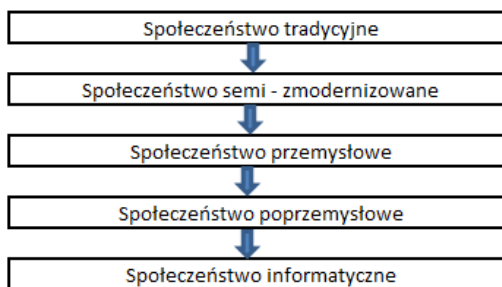 Społeczeństwo tradycyjne
Społeczeństwo semi - zmodernizowane
Społeczeństwo przemysłowe
Społeczeństwo poprzemysłowe
Społeczeństwo informatyczne